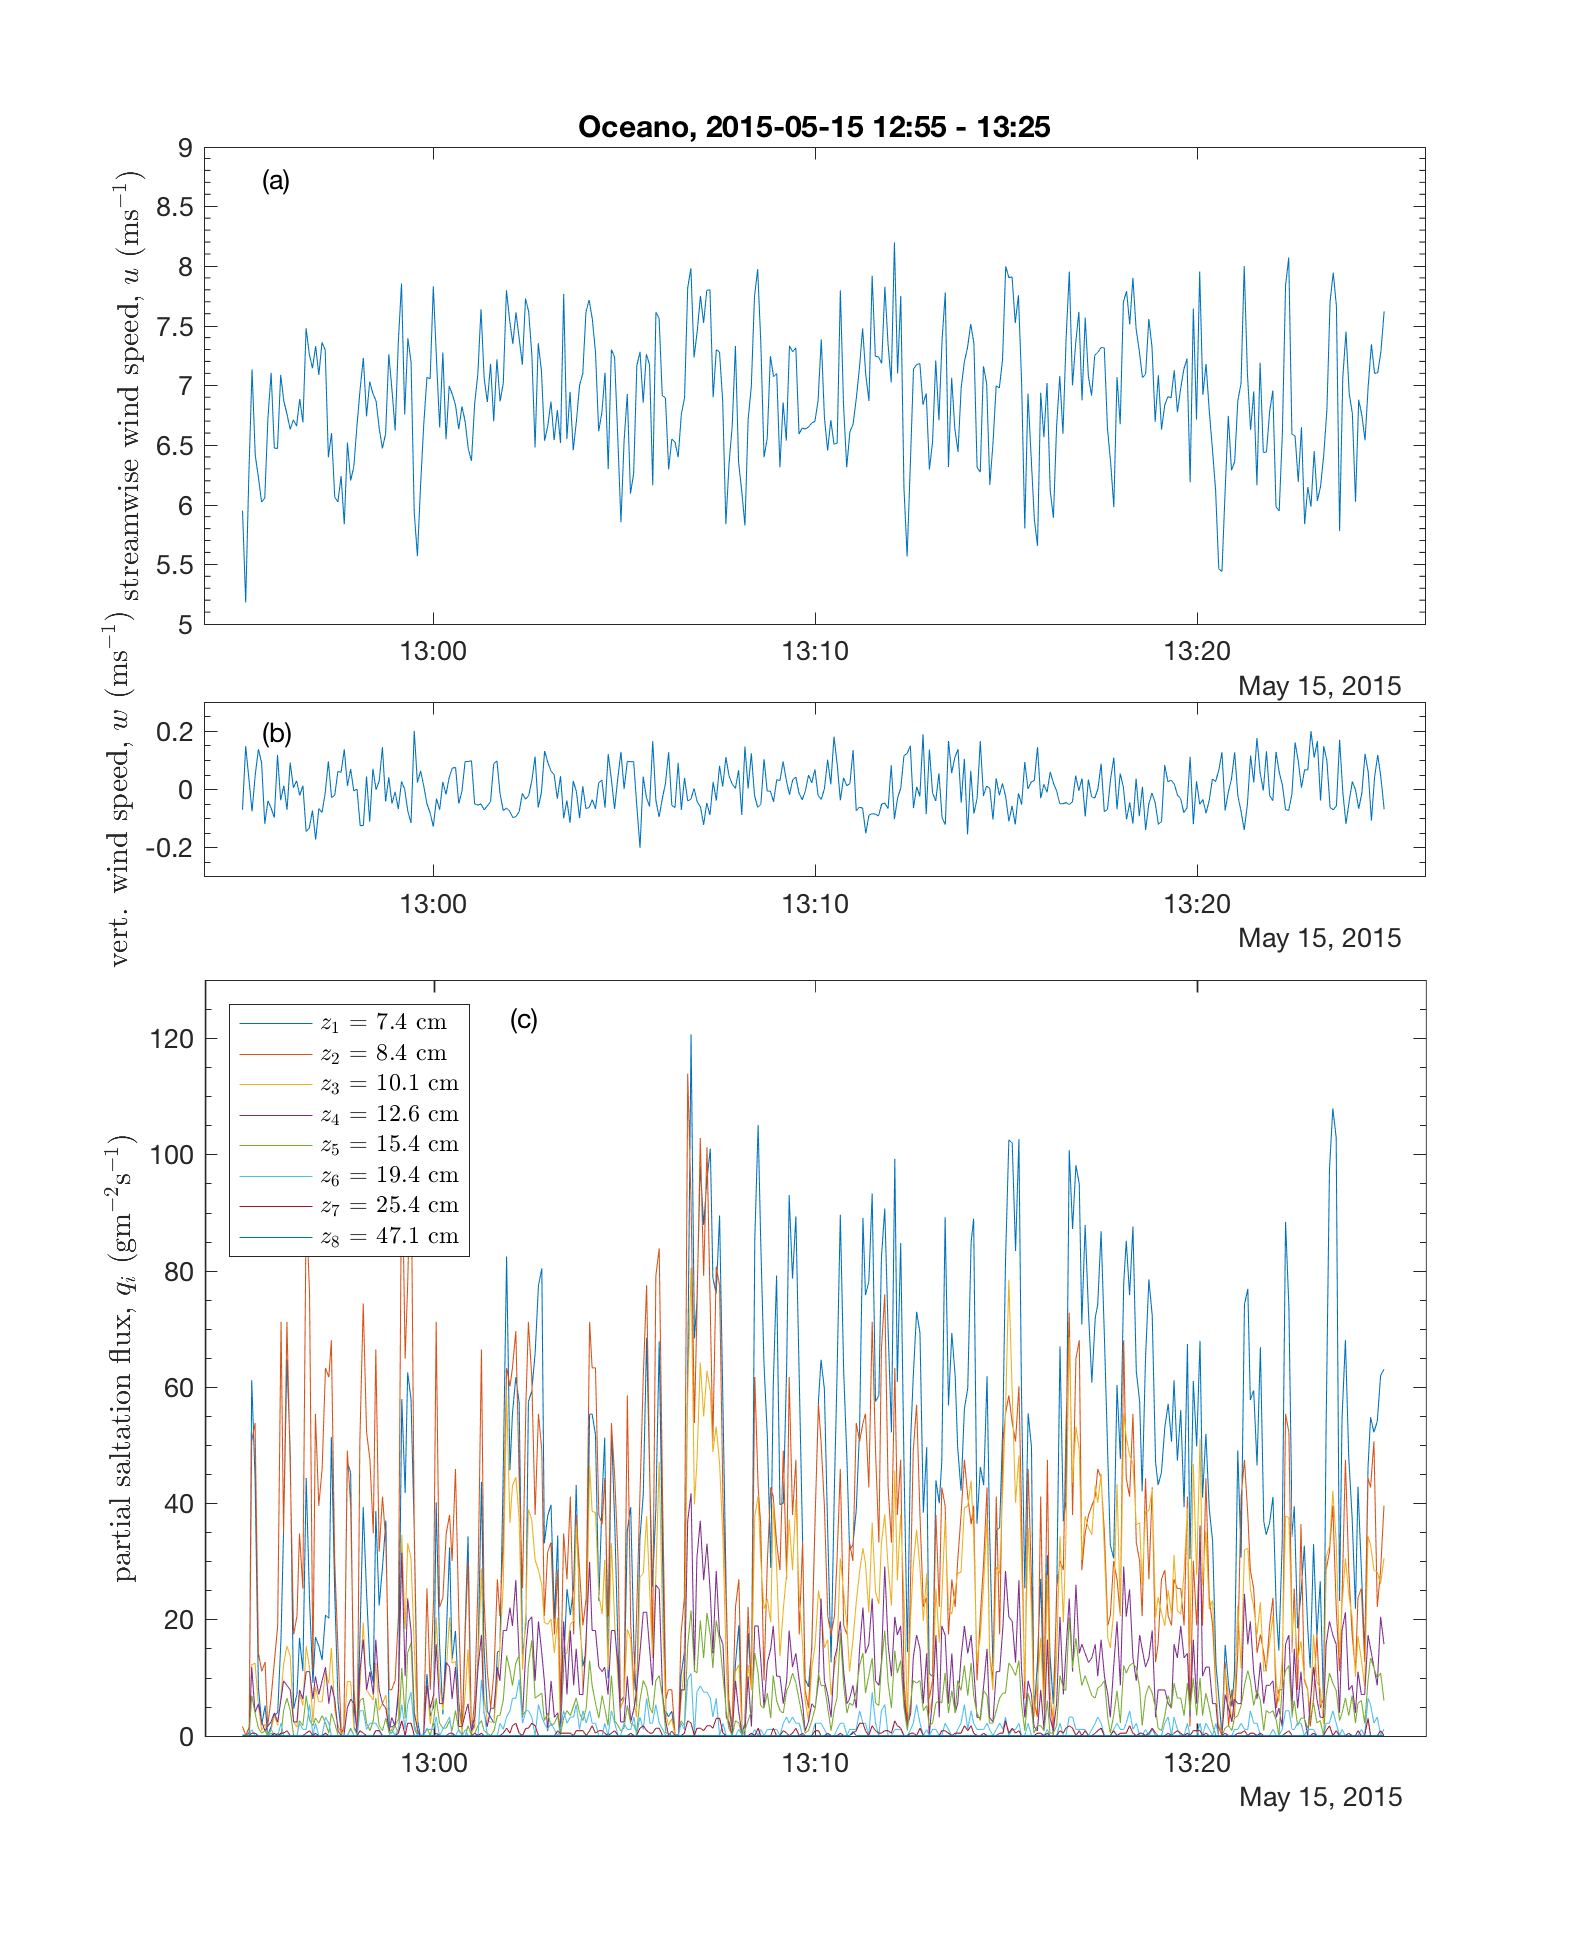 Oceano, 2015-05-15 12:55 - 13:25
(a)
streamwise wind speed, u (ms⁻¹)
9
8.5
8
7.5
7
6.5
6
5.5
5
13:00 13:10 13:20
May 15, 2015
(b)
vert. wind speed, w (ms⁻¹)
0.2
0
-0.2
13:00 13:10 13:20
May 15, 2015
(c)
partial saltation flux, qᵢ (gm⁻²s⁻¹)
z₁ = 7.4 cm
z₂ = 8.4 cm
z₃ = 10.1 cm
z₄ = 12.6 cm
z₅ = 15.4 cm
z₆ = 19.4 cm
z₇ = 25.4 cm
z₈ = 47.1 cm
120
100
80
60
40
20
0
13:00 13:10 13:20
May 15, 2015